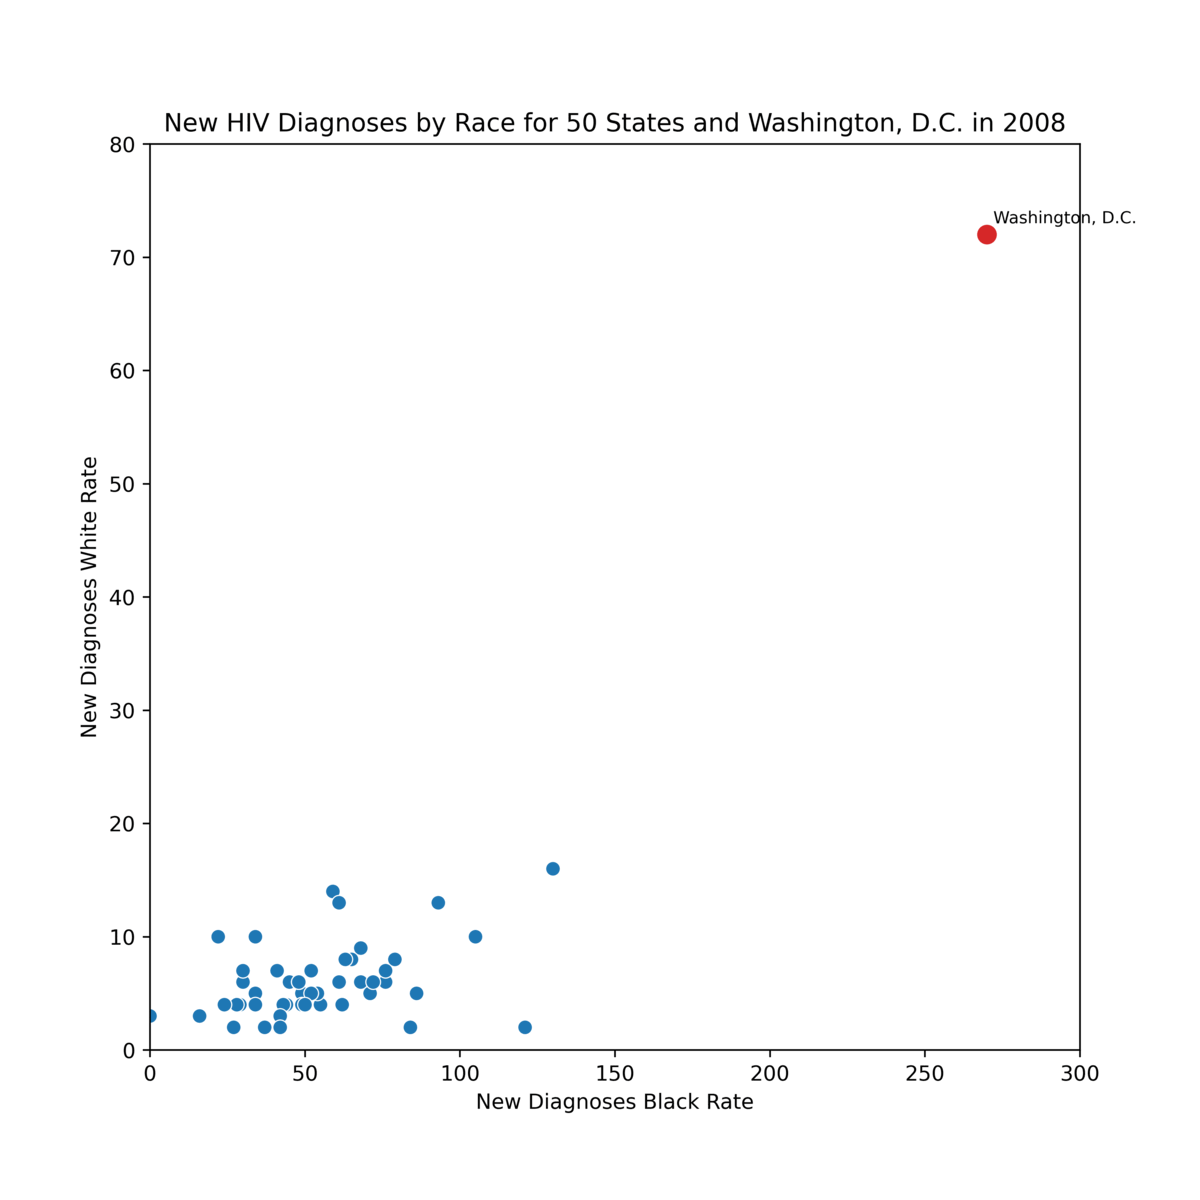 New HIV Diagnoses by Race for 50 States and Washington, D.C. in 2008
80
Washington, D.C.
70
60
50
40
30
20
10
0
New Diagnoses White Rate
0 50 100 150 200 250 300
New Diagnoses Black Rate